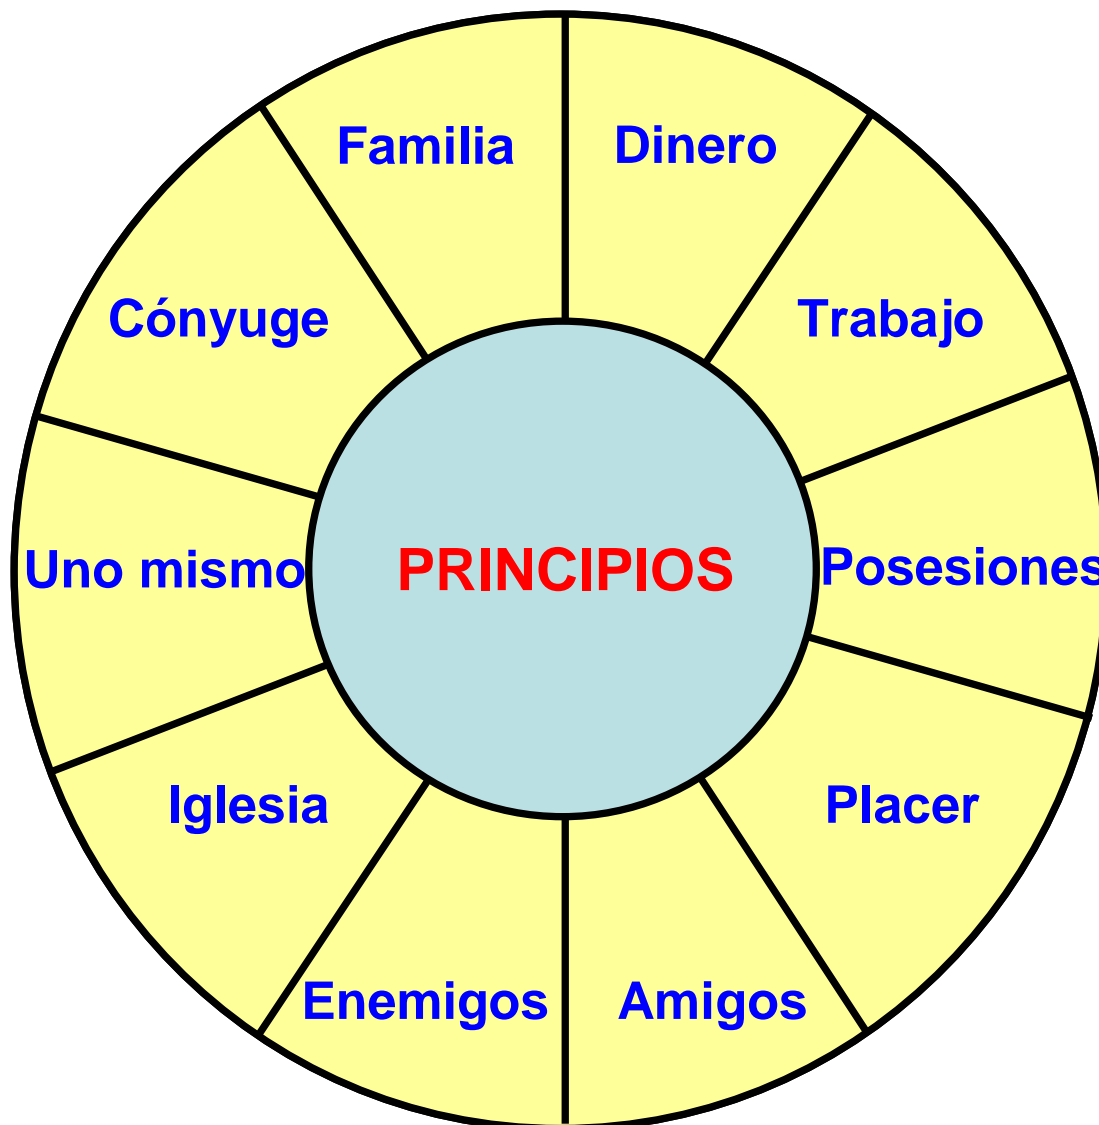 Familia
Dinero
Cónyuge
Trabajo
Uno mismo
PRINCIPIOS
Posesiones
Iglesia
Placer
Enemigos
Amigos